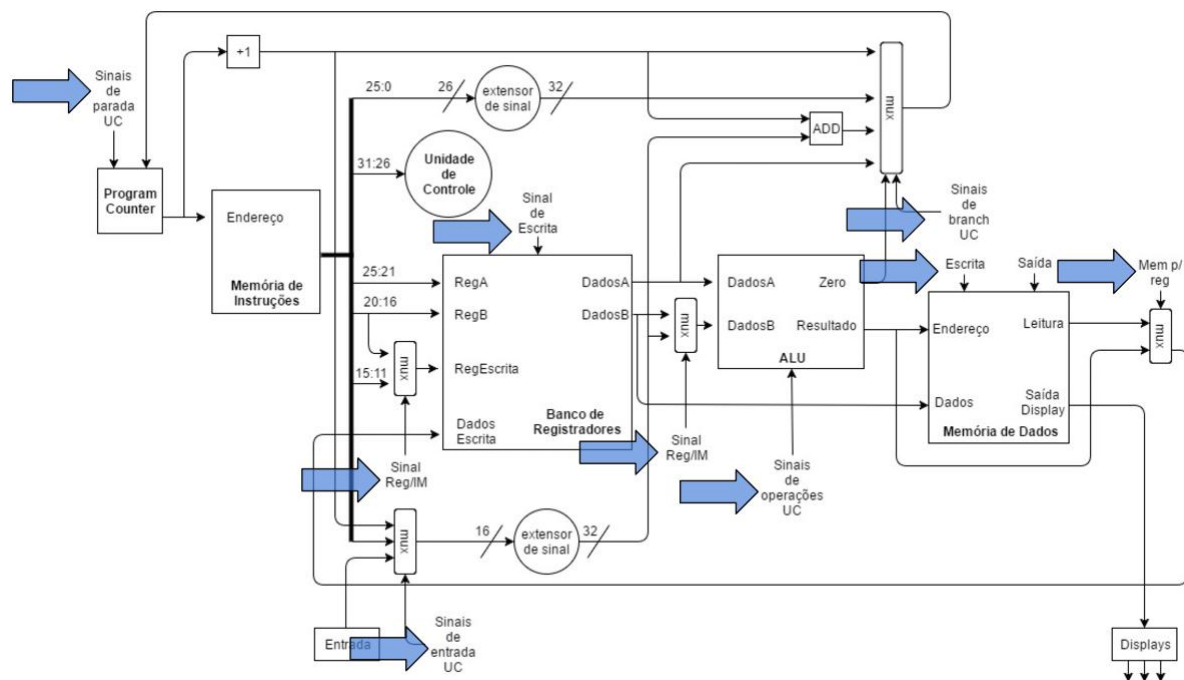 +1
Sinais
de
parada
UC
25:0
26
extensor
de sinal
32
mux
ADD
31:26
Unidade
de
Controle
Program
Counter
Endereço
Memória de
Instruções
Sinal
de
Escrita
Sinais
de
branch
UC
25:21
RegA
DadosA
20:16
RegB
DadosB
mux
RegEscrita
15:11
Dados
Escrita
Banco de
Registradores
mux
DadosA
Zero
DadosB
Resultado
ALU
Escrita
Saída
Mem p/
reg
Endereço
Leitura
mux
Dados
Saída
Display
Memória de Dados
Sinal
Reg/IM
Sinal
Reg/IM
Sinais
de
operações
UC
mux
16
extensor
de sinal
32
Entrada
Sinais
de
entrada
UC
Displays